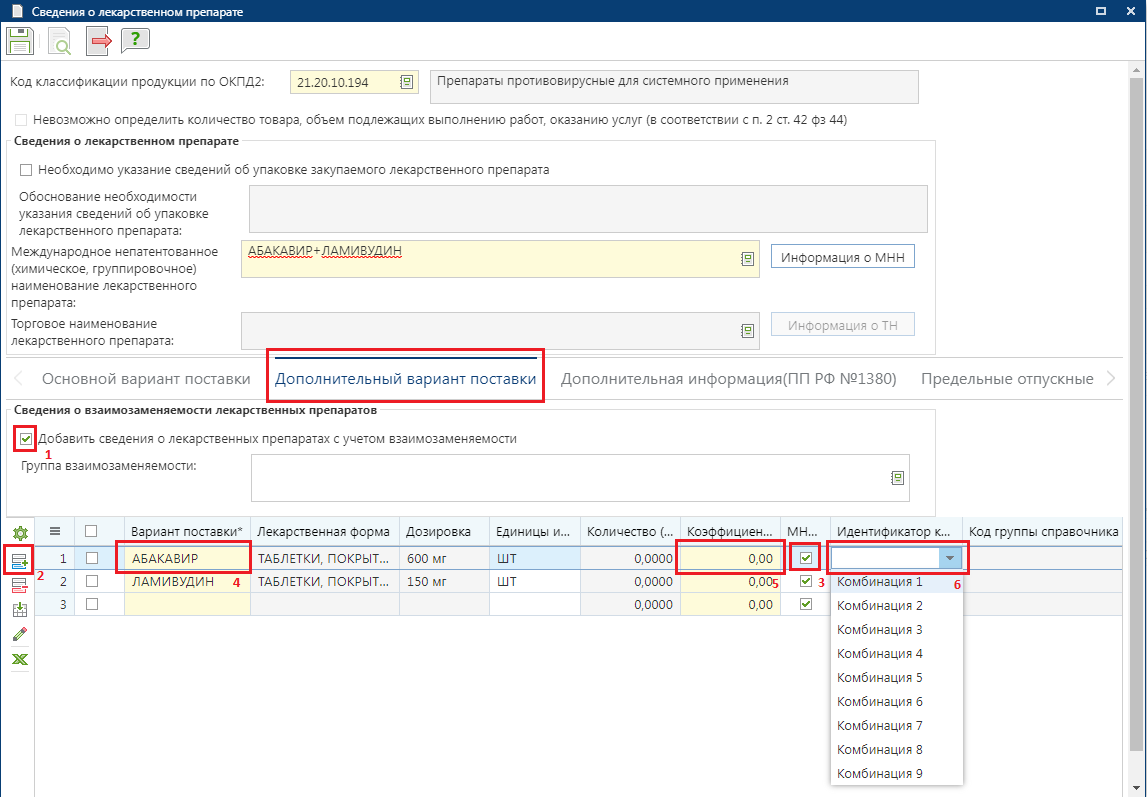 Сведения о лекарственном препарате
?
Код классификации продукции по ОКПД2:
21.20.10.194
Препараты противовирусные для системного применения
Невозможно определить количество товара, объем подлежащих выполнению работ, оказанию услуг (в соответствии с п. 2 ст. 42 фз 44)
Сведения о лекарственном препарате
Необходимо указание сведений об упаковке закупаемого лекарственного препарата
Обоснование необходимости
указания сведений об упаковке
лекарственного препарата:
Международное непатентованное
(химическое, группировочное)
наименование лекарственного
препарата:
АБАКАВИР+ЛАМИВУДИН
Информация о МНН
Торговое наименование
лекарственного препарата:
Информация о ТН
Основной вариант поставки
Дополнительный вариант поставки
Дополнительная информация(ПП РФ №1380)
Предельные отпускные
Сведения о взаимозаменяемости лекарственных препаратов
Добавить сведения о лекарственных препаратах с учетом взаимозаменяемости
1
Группа взаимозаменяемости:
Вариант поставки* Лекарственная форма Дозировка Единицы и... Количество (... Коэффициен... МН... Идентификатор к... Код группы справочника
1 АБАКАВИР ТАБЛЕТКИ, ПОКРЫТ... 600 мг ШТ 0,0000 0,00
2
2 ЛАМИВУДИН 4 ТАБЛЕТКИ, ПОКРЫТ... 150 мг ШТ 0,0000 0,00 5 3
3 0,0000 0,00
Комбинация 1 6
Комбинация 2
Комбинация 3
Комбинация 4
Комбинация 5
Комбинация 6
Комбинация 7
Комбинация 8
Комбинация 9